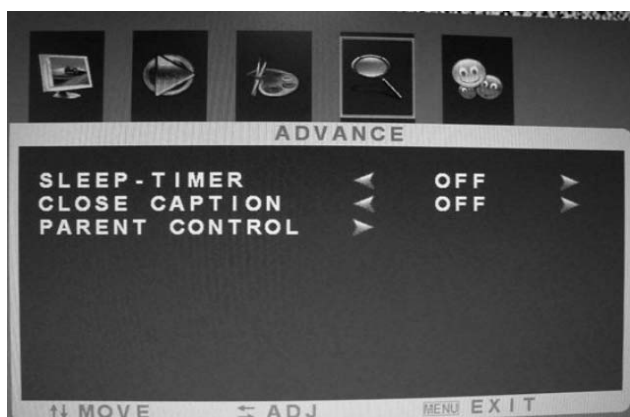 ADVANCE
SLEEP-TIMER OFF
CLOSE CAPTION OFF
PARENT CONTROL
MOVE ADJ MENU EXIT